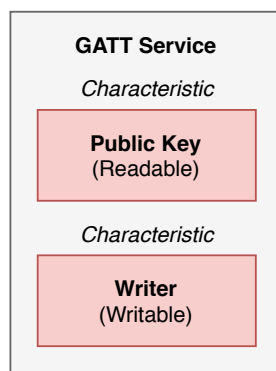 GATT Service
Characteristic
Public Key
(Readable)
Characteristic
Writer
(Writable)